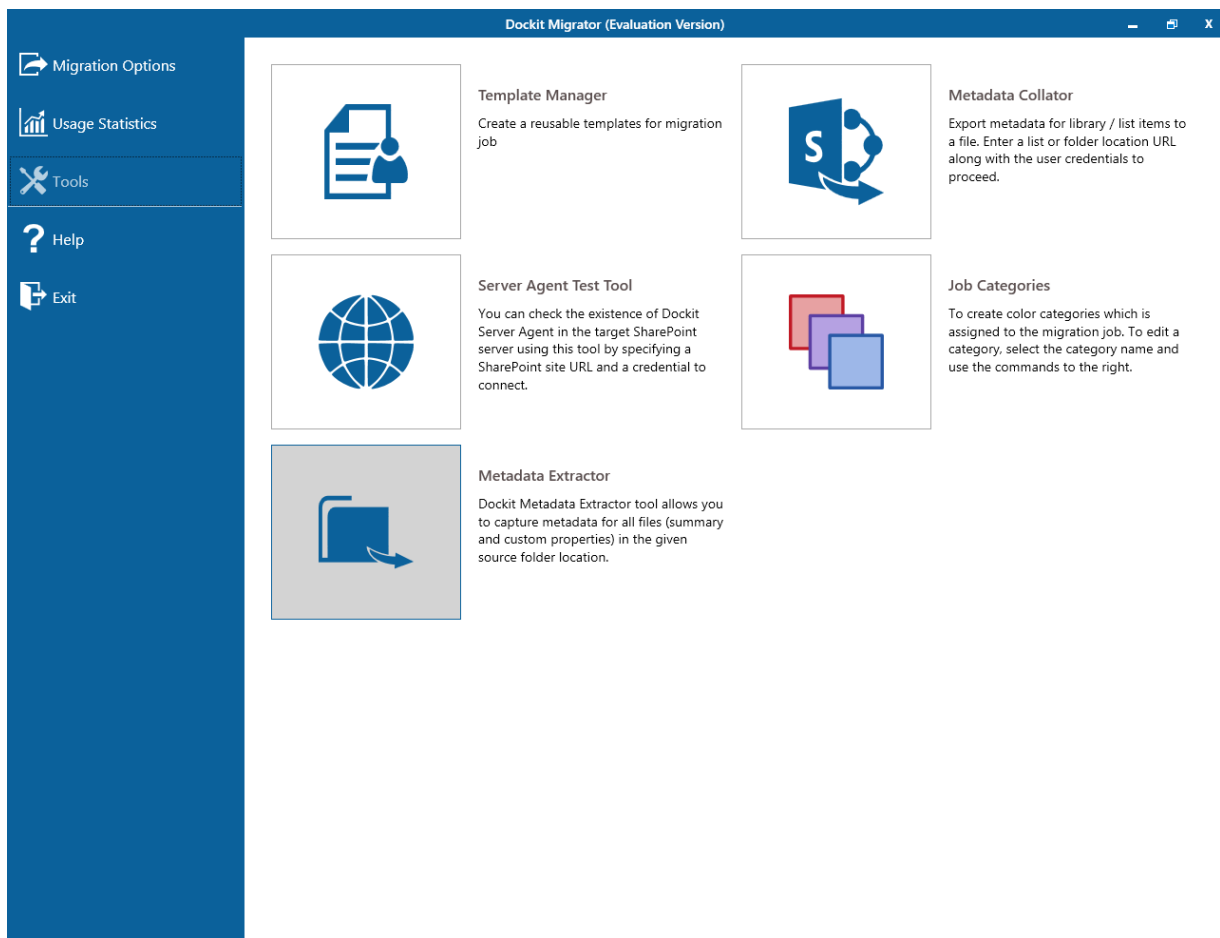 Dockit Migrator (Evaluation Version)
X
Migration Options
Usage Statistics
Tools
? Help
Exit
Template Manager
Create a reusable templates for migration
job
S
Metadata Collator
Export metadata for library / list items to
a file. Enter a list or folder location URL
along with the user credentials to
proceed.
Server Agent Test Tool
You can check the existence of Dockit
Server Agent in the target SharePoint
server using this tool by specifying a
SharePoint site URL and a credential to
connect.
Job Categories
To create color categories which is
assigned to the migration job. To edit a
category, select the category name and
use the commands to the right.
Metadata Extractor
Dockit Metadata Extractor tool allows you
to capture metadata for all files (summary
and custom properties) in the given
source folder location.